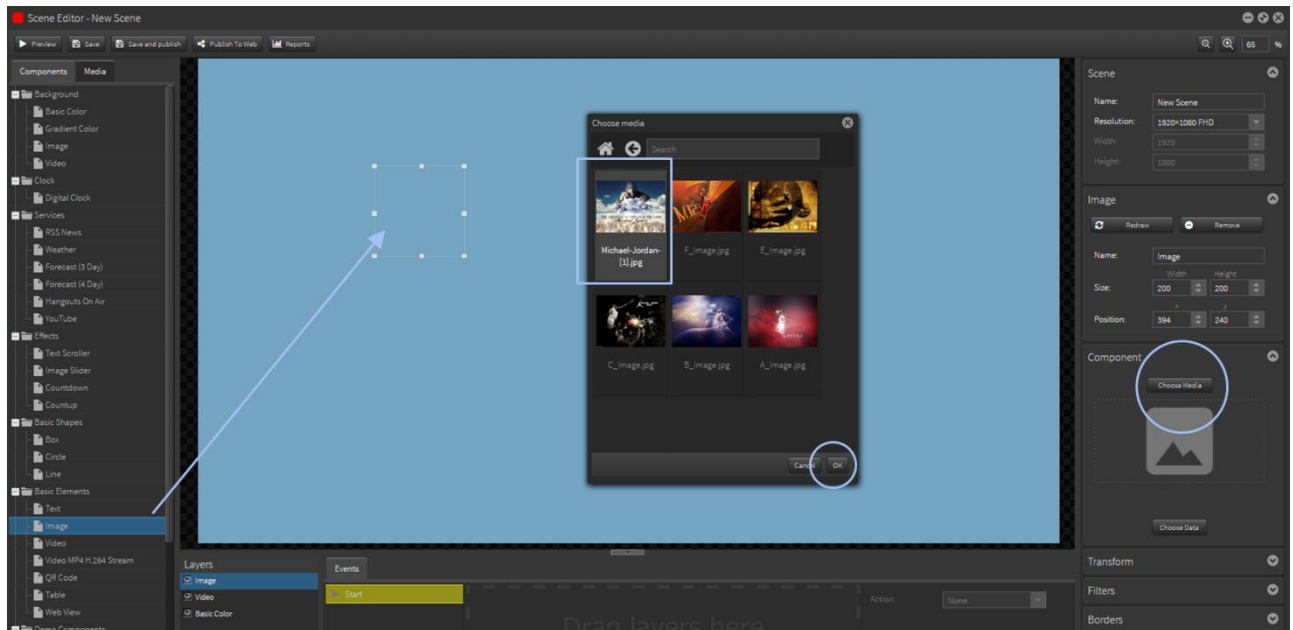 Scene Editor - New Scene
Preview Save Save and publish Publish To Web Reports
65 %
Components Media
Background
Basic Color
Gradient Color
Image
Video
Clock
Digital Clock
Services
RSS News
Weather
Forecast (3 Day)
Forecast (4 Day)
Hangouts On Air
YouTube
Effects
Text Scroller
Image Slider
Countdown
Countup
Basic Shapes
Box
Circle
Line
Basic Elements
Text
Image
Video
Video MP4 H.264 Stream
QR Code
Table
Web View
Demo Components
Choose media
Search
Michael-Jordan-
[1].jpg
F_Image.jpg
E_Image.jpg
C_Image.jpg
B_Image.jpg
A_Image.jpg
Cancel OK
Layers
Image
Video
Basic Color
Events
Start
Drag layers here
Action: None
Scene
Name: New Scene
Resolution: 1920×1080 FHD
Width: 1920
Height: 1080
Image
Redraw Remove
Name: Image
Width Height
Size: 200 200
x y
Position: 394 240
Component
Choose Media
Choose Data
Transform
Filters
Borders